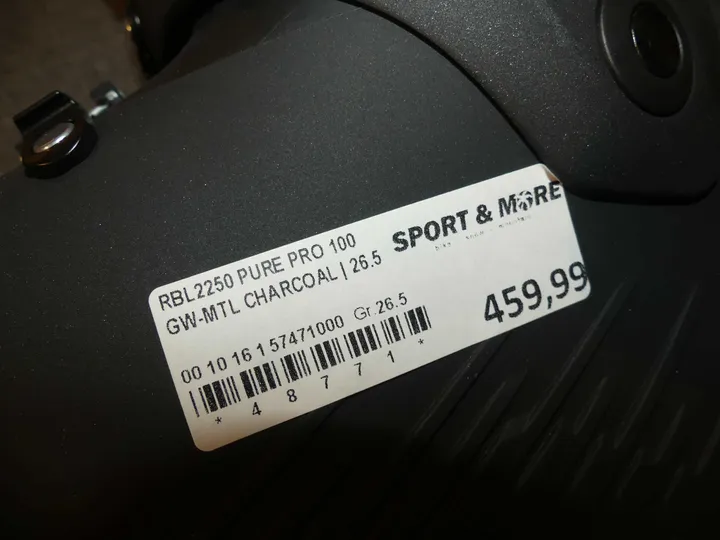 RBL2250 PURE PRO 100
GW-MTL CHARCOAL | 26.5
SPORT & MORE
00 10 16 1 57471000 Gr.26.5
459,99
* 4 8 7 7 1 *